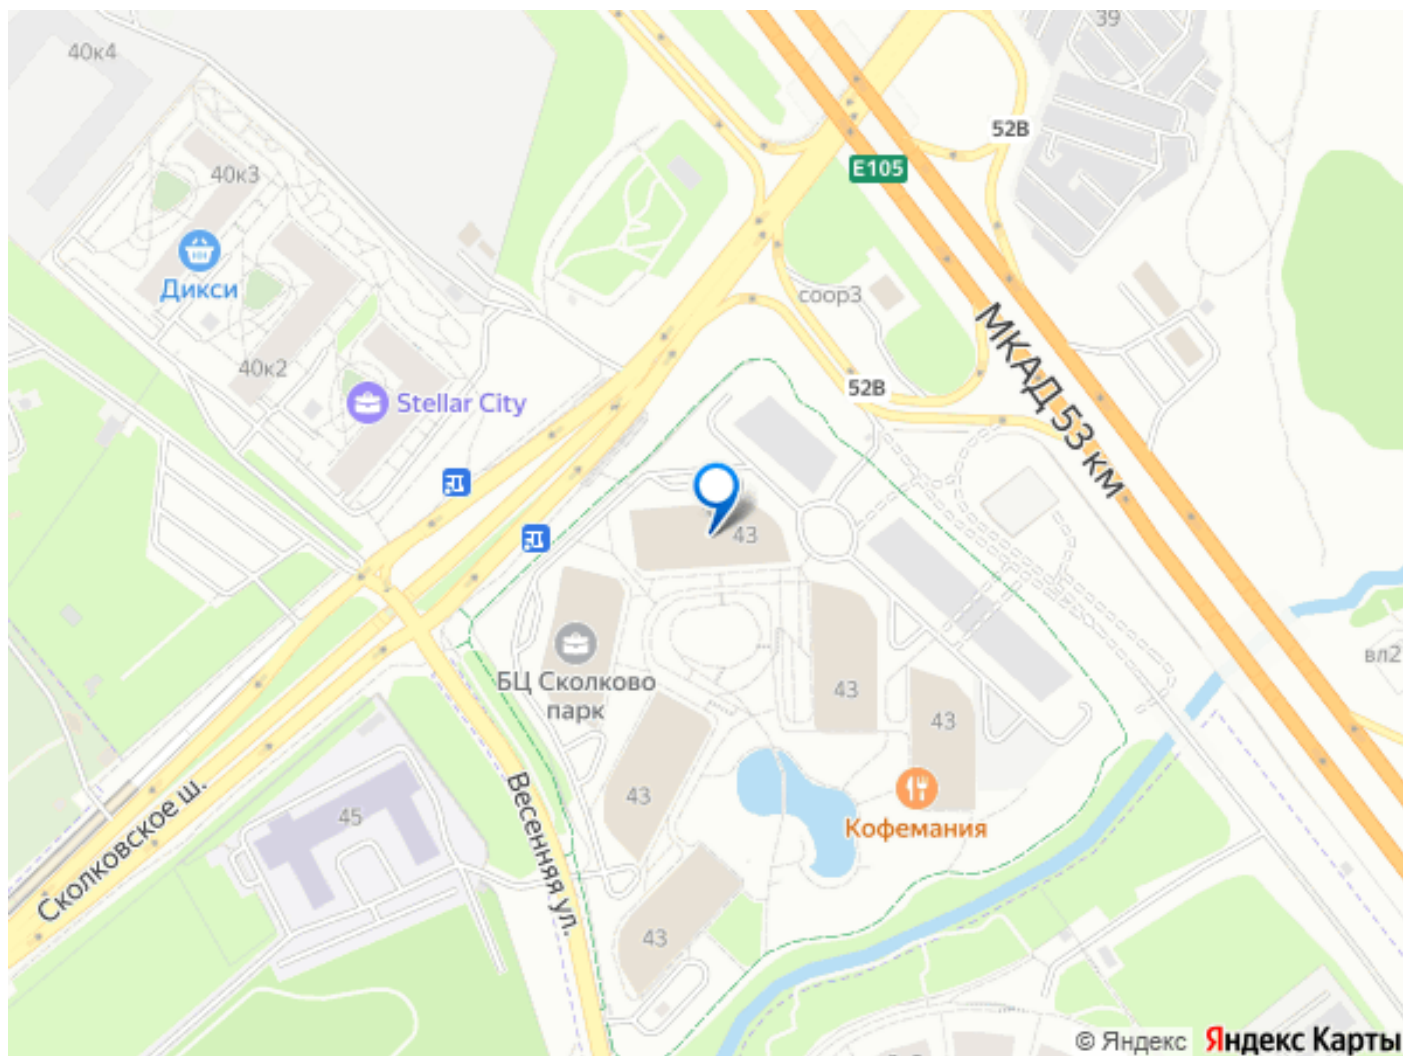 39
40к4
52В
E105
40к3
Дикси
соор3
40к2
52В
Stellar City
МКАД 53 км
43
вл2
БЦ Сколково
парк
43
43
Весенняя ул.
Сколковское ш.
43
45
Кофемания
43
© Яндекс
Яндекс Карты